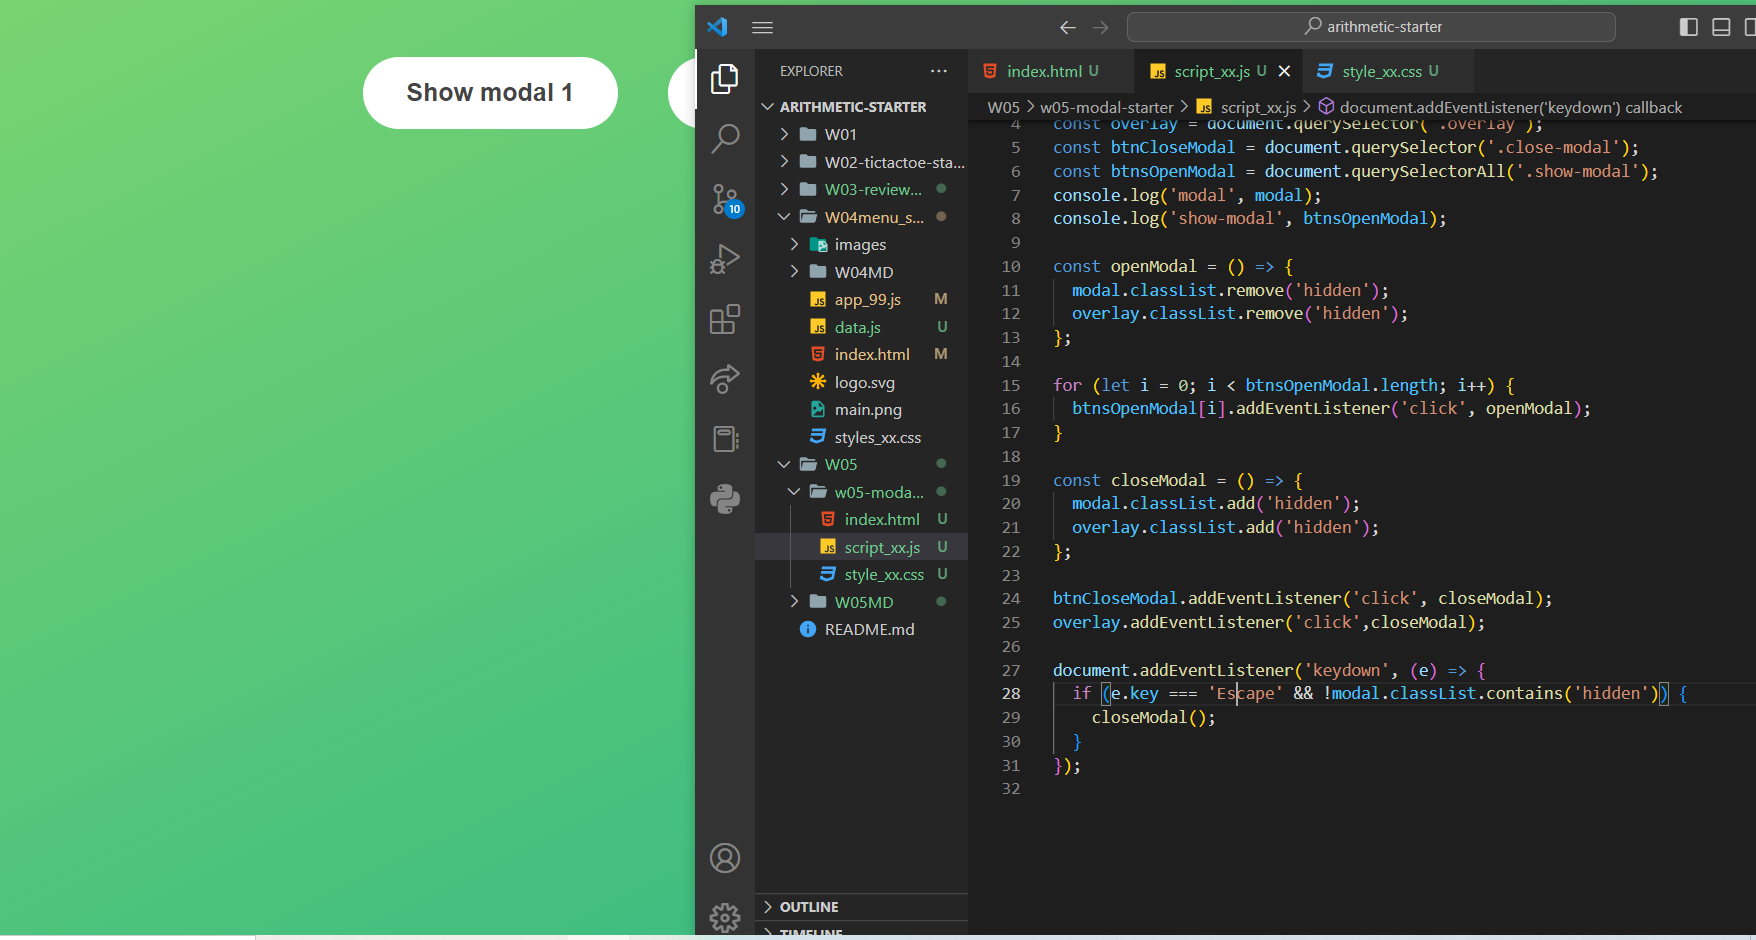 Show modal 1
arithmetic-starter
EXPLORER
ARITHMETIC-STARTER
W01
W02-tictactoe-sta...
W03-review...
W04menu_s...
images
W04MD
app_99.js M
data.js U
index.html M
logo.svg
main.png
styles_xx.css
W05
w05-moda...
index.html U
script_xx.js U
style_xx.css U
W05MD
README.md
OUTLINE
TIMELINE
10
index.html U
script_xx.js U
style_xx.css U
W05 > w05-modal-starter > script_xx.js > document.addEventListener('keydown') callback
4 const overlay = document.querySelector('.overlay');
5 const btnCloseModal = document.querySelector('.close-modal');
6 const btnsOpenModal = document.querySelectorAll('.show-modal');
7 console.log('modal', modal);
8 console.log('show-modal', btnsOpenModal);
9
10 const openModal = () => {
11 modal.classList.remove('hidden');
12 overlay.classList.remove('hidden');
13 };
14
15 for (let i = 0; i < btnsOpenModal.length; i++) {
16 btnsOpenModal[i].addEventListener('click', openModal);
17 }
18
19 const closeModal = () => {
20 modal.classList.add('hidden');
21 overlay.classList.add('hidden');
22 };
23
24 btnCloseModal.addEventListener('click', closeModal);
25 overlay.addEventListener('click',closeModal);
26
27 document.addEventListener('keydown', (e) => {
28 if (e.key === 'Escape' && !modal.classList.contains('hidden')) {
29 closeModal();
30 }
31 });
32